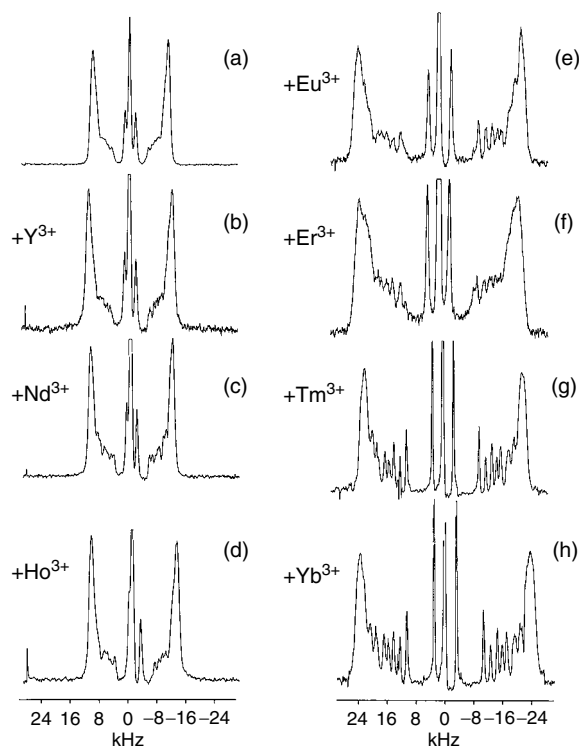 (a)
+Y3+
(b)
+Nd3+
(c)
+Ho3+
(d)
24 16 8 0 −8 −16 −24
kHz
+Eu3+
(e)
+Er3+
(f)
+Tm3+
(g)
+Yb3+
(h)
24 16 8 0 −8 −16 −24
kHz